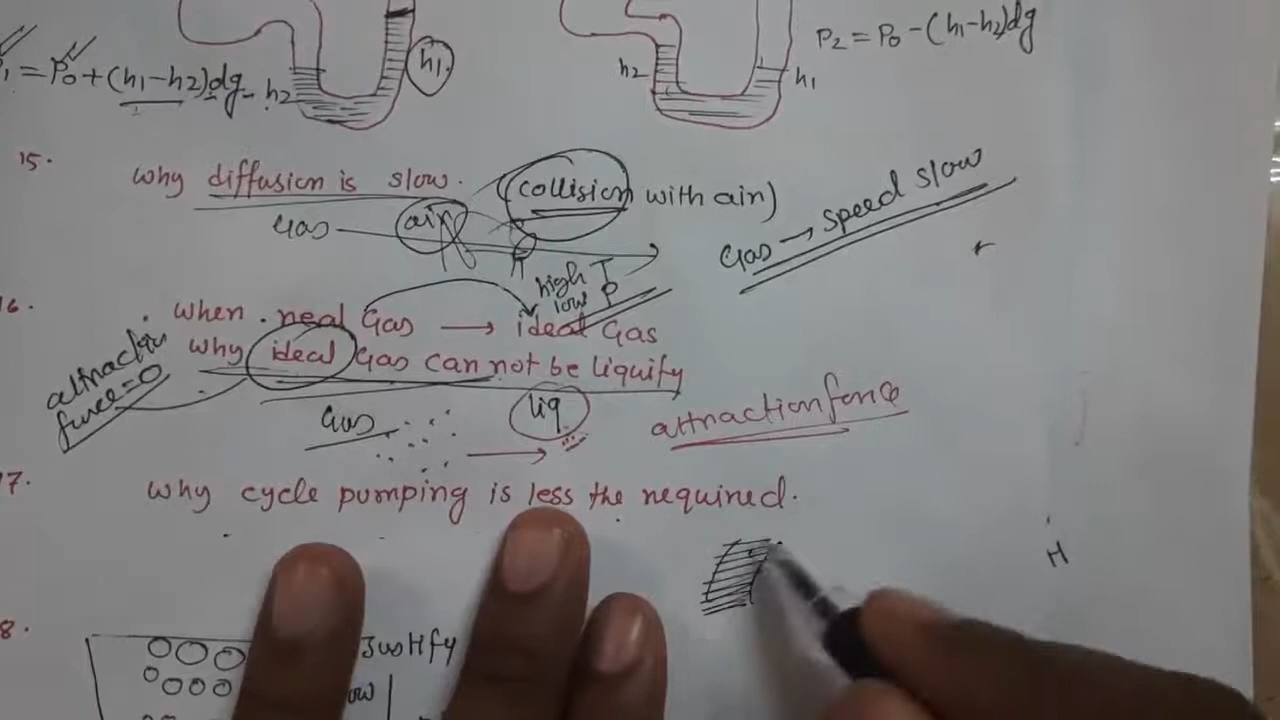 P₁ = P₀ + (h₁-h₂)dg
h₂
h₁
P₂ = P₀ - (h₁-h₂)dg
h₂
h₁
15.
why diffusion is slow.
(collision with air)
Gas
air
Gas → speed slow
high T
low P
16.
when real Gas → ideal Gas
why ideal Gas can not be liquify
attraction
force=0
Gas
liq.
attraction force
17.
why cycle pumping is less the required.
H
8.
Justify
ow